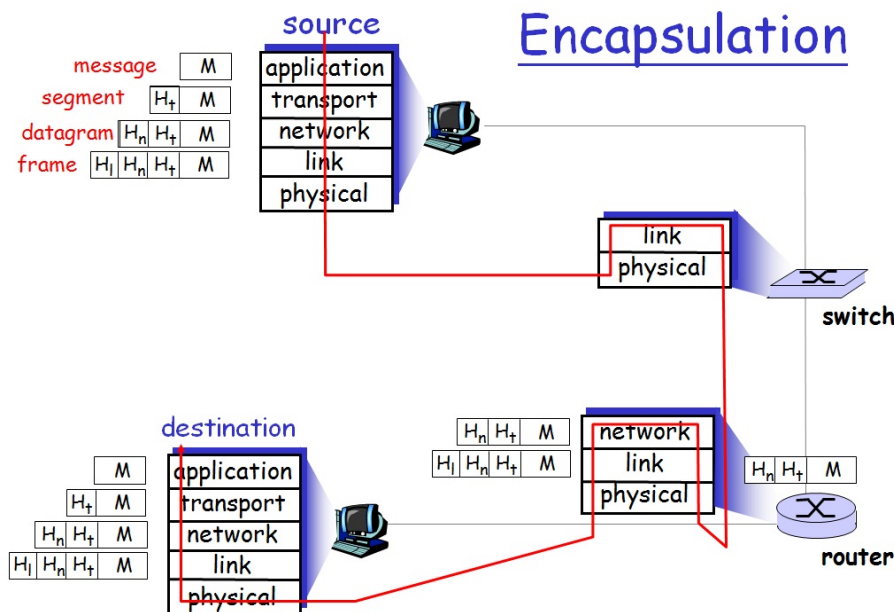 source
Encapsulation
message M
segment Ht M
datagram Hn Ht M
frame Hl Hn Ht M
application
transport
network
link
physical
link
physical
switch
destination
M
Ht M
Hn Ht M
Hl Hn Ht M
application
transport
network
link
physical
Hn Ht M
Hl Hn Ht M
network
link
physical
Hn Ht M
router